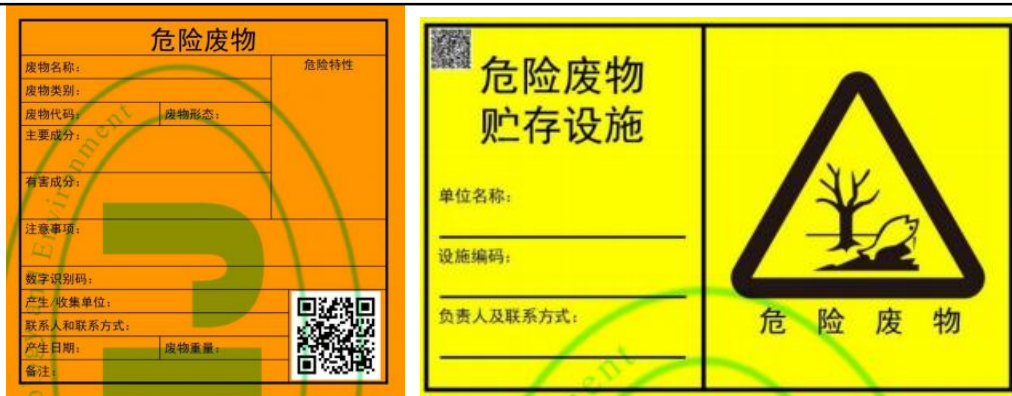 危险废物
废物名称：
危险特性
废物类别：
废物代码：
废物形态：
主要成分：
有害成分：
注意事项：
数字识别码：
产生/收集单位：
联系人和联系方式：
产生日期：
废物重量：
备注：
危险废物
贮存设施
单位名称：
设施编码：
负责人及联系方式：
危险废物